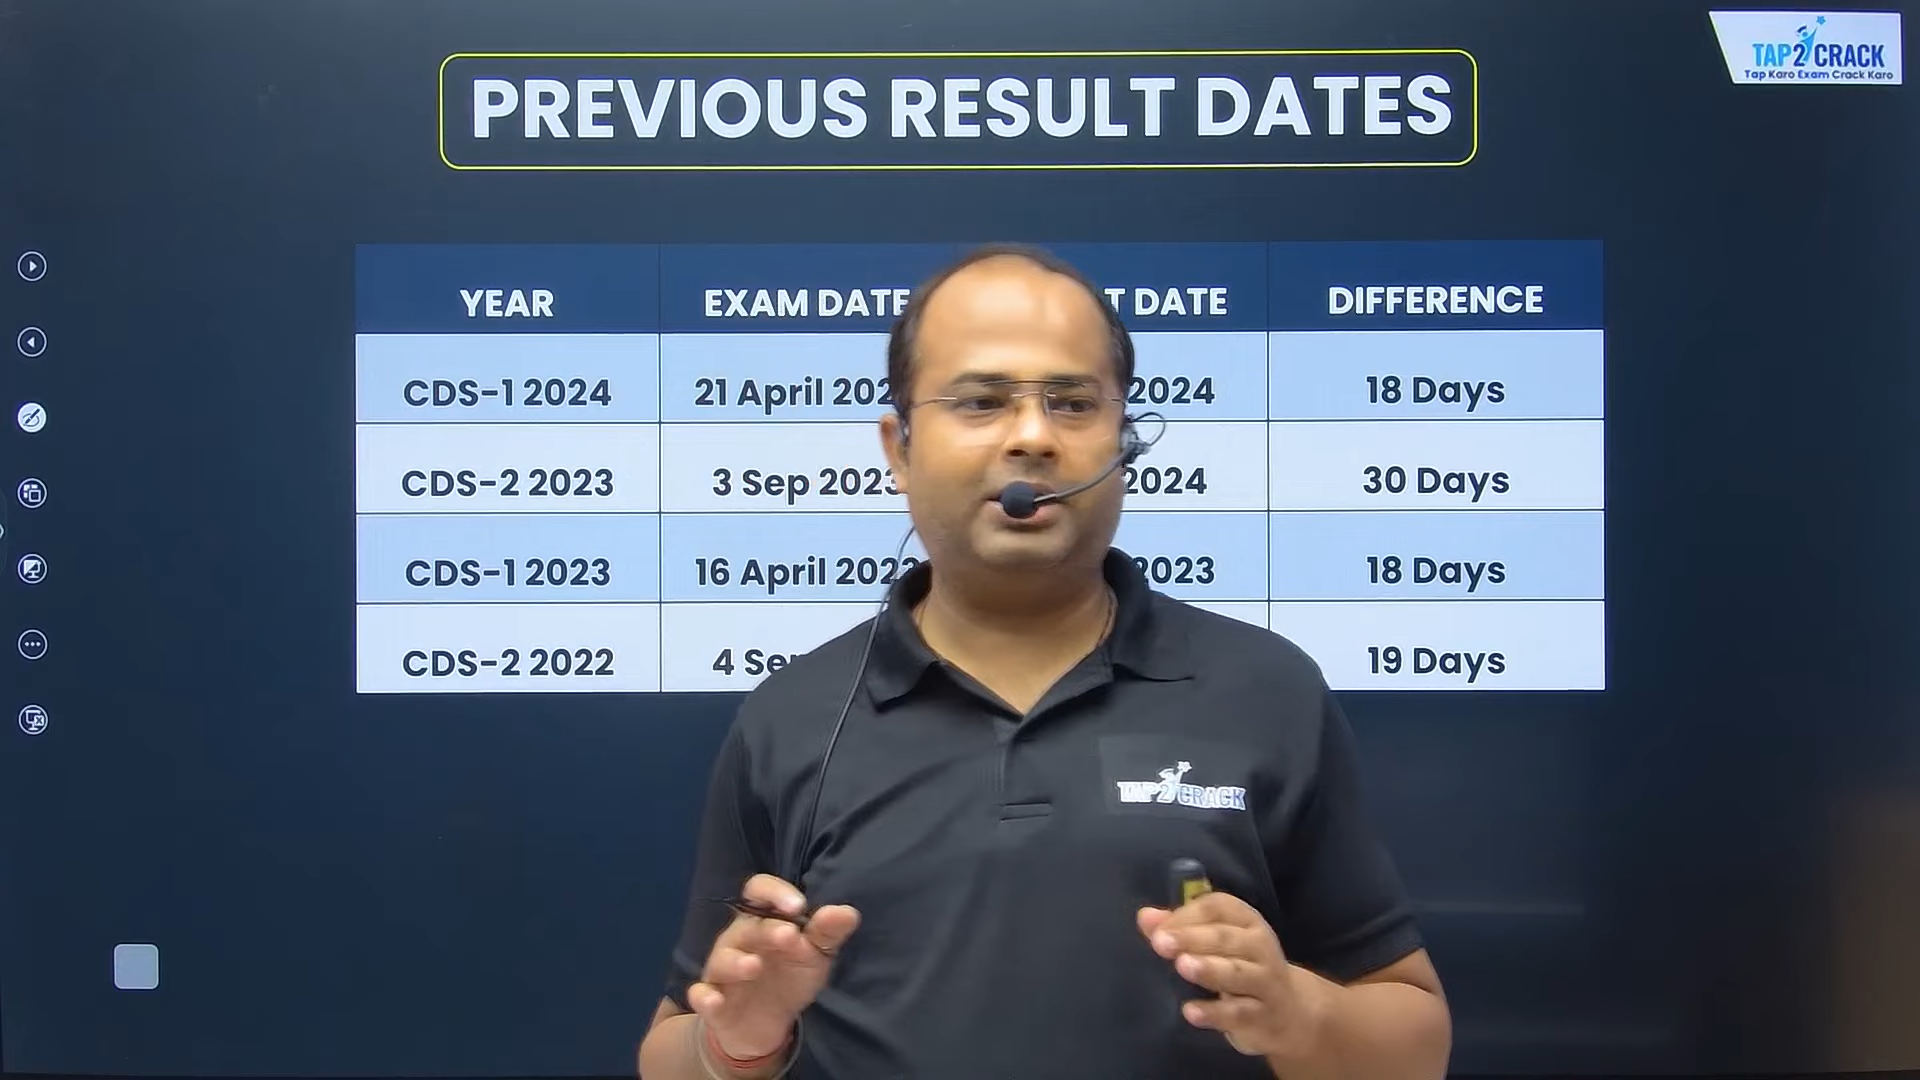 TAP2CRACK
Tap Karo Exam Crack Karo
PREVIOUS RESULT DATES
YEAR EXAM DATE T DATE DIFFERENCE
CDS-1 2024 21 April 202 2024 18 Days
CDS-2 2023 3 Sep 2023 2024 30 Days
CDS-1 2023 16 April 2023 2023 18 Days
CDS-2 2022 4 Sep 19 Days
TAP2CRACK